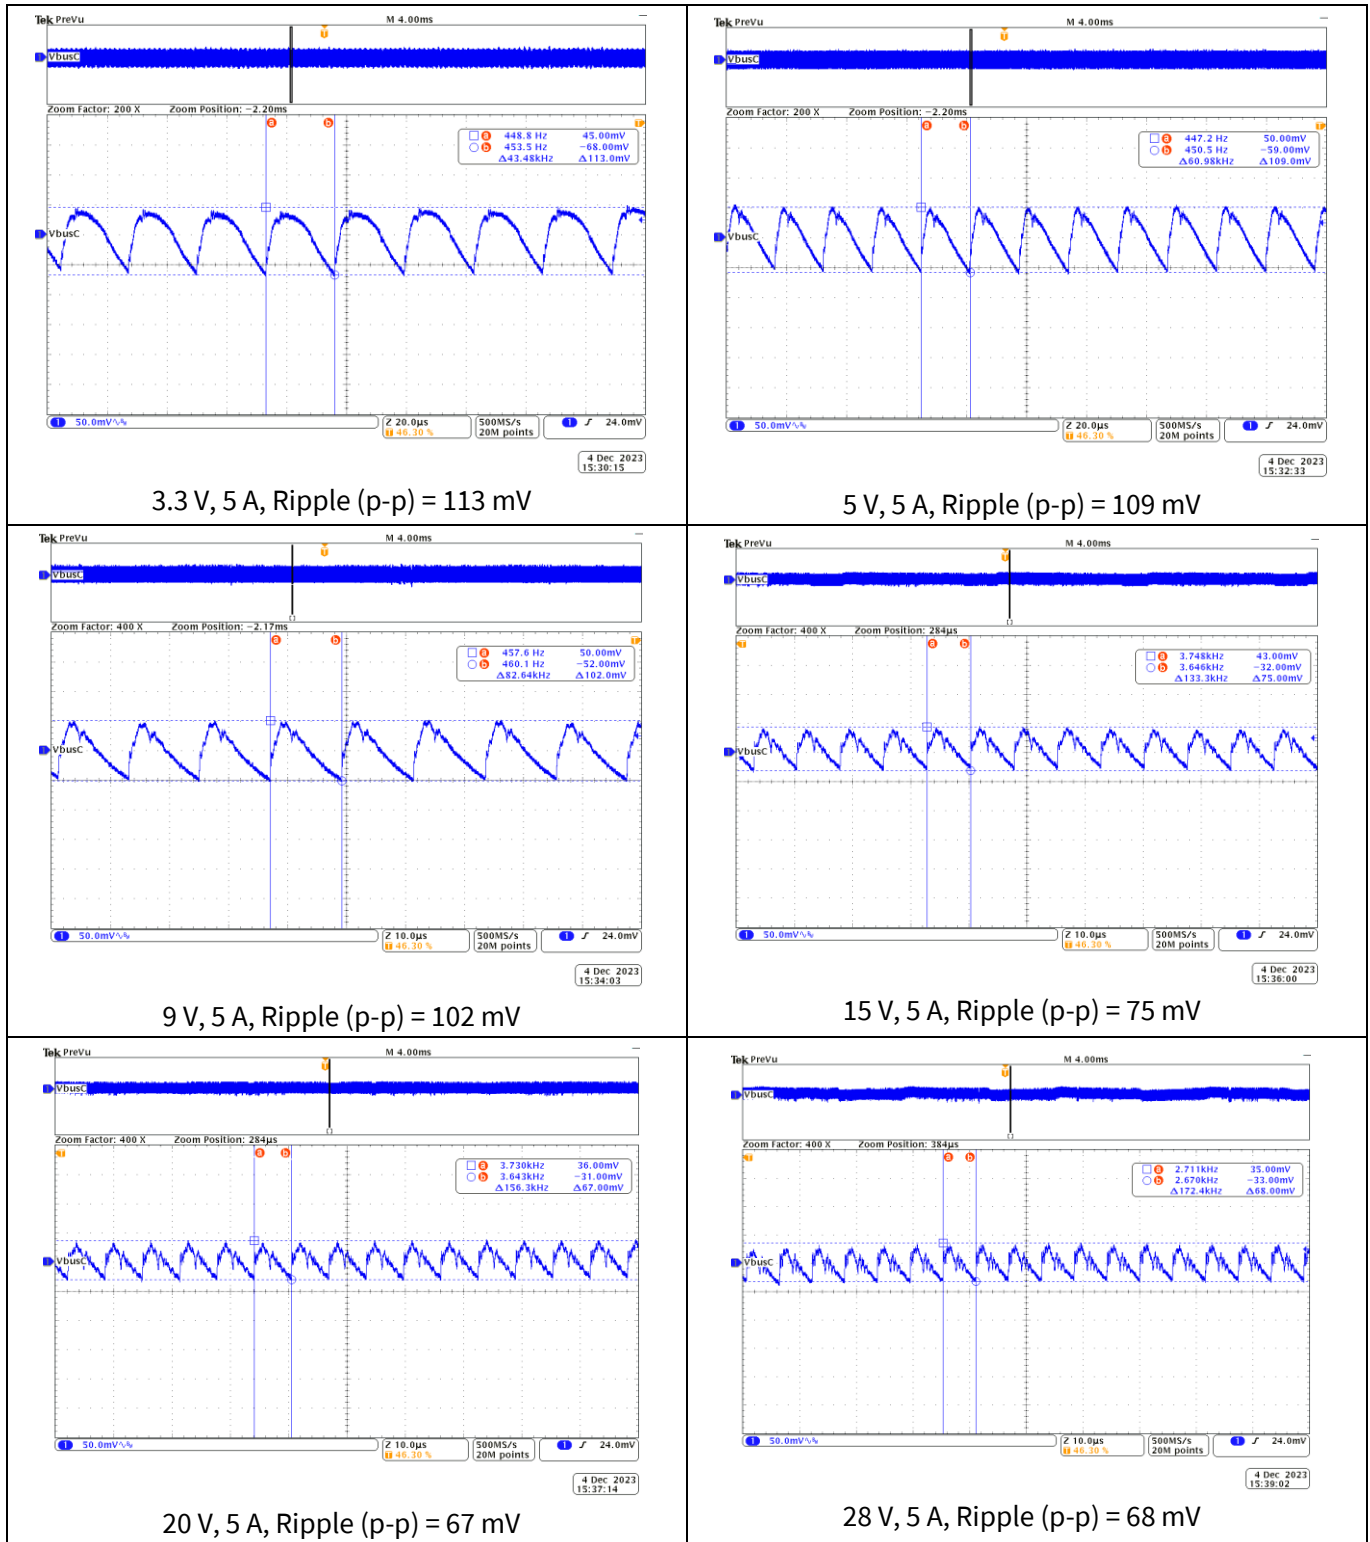 Tek PreVu M 4.00ms
VbusC
Zoom Factor: 200 X Zoom Position: −2.20ms
a b
a 448.8 Hz 45.00mV
b 453.5 Hz −68.00mV
Δ43.48kHz Δ113.0mV
VbusC
1 50.0mV
Z 20.0µs 500MS/s 1 24.0mV
T 46.30 % 20M points
4 Dec 2023
15:30:15
3.3 V, 5 A, Ripple (p-p) = 113 mV
Tek PreVu M 4.00ms
VbusC
Zoom Factor: 200 X Zoom Position: −2.20ms
a b
a 447.2 Hz 50.00mV
b 450.5 Hz −59.00mV
Δ60.98kHz Δ109.0mV
VbusC
1 50.0mV
Z 20.0µs 500MS/s 1 24.0mV
T 46.30 % 20M points
4 Dec 2023
15:32:33
5 V, 5 A, Ripple (p-p) = 109 mV
Tek PreVu M 4.00ms
VbusC
Zoom Factor: 400 X Zoom Position: −2.17ms
a b
a 457.6 Hz 50.00mV
b 460.1 Hz −52.00mV
Δ82.64kHz Δ102.0mV
VbusC
1 50.0mV
Z 10.0µs 500MS/s 1 24.0mV
T 46.30 % 20M points
4 Dec 2023
15:34:03
9 V, 5 A, Ripple (p-p) = 102 mV
Tek PreVu M 4.00ms
VbusC
Zoom Factor: 400 X Zoom Position: 284µs
a b
a 3.748kHz 43.00mV
b 3.646kHz −32.00mV
Δ133.3kHz Δ75.00mV
VbusC
1 50.0mV
Z 10.0µs 500MS/s 1 24.0mV
T 46.30 % 20M points
4 Dec 2023
15:36:00
15 V, 5 A, Ripple (p-p) = 75 mV
Tek PreVu M 4.00ms
VbusC
Zoom Factor: 400 X Zoom Position: 284µs
a b
a 3.730kHz 36.00mV
b 3.643kHz −31.00mV
Δ156.3kHz Δ67.00mV
VbusC
1 50.0mV
Z 10.0µs 500MS/s 1 24.0mV
T 46.30 % 20M points
4 Dec 2023
15:37:14
20 V, 5 A, Ripple (p-p) = 67 mV
Tek PreVu M 4.00ms
VbusC
Zoom Factor: 400 X Zoom Position: 384µs
a b
a 2.711kHz 35.00mV
b 2.670kHz −33.00mV
Δ172.4kHz Δ68.00mV
VbusC
1 50.0mV
Z 10.0µs 500MS/s 1 24.0mV
T 46.30 % 20M points
4 Dec 2023
15:39:02
28 V, 5 A, Ripple (p-p) = 68 mV